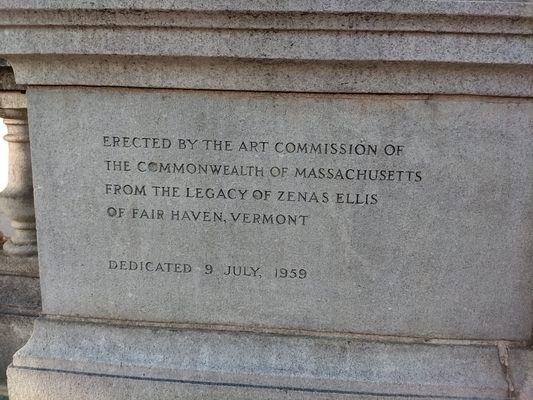 ERECTED BY THE ART COMMISSION OF
THE COMMONWEALTH OF MASSACHUSETTS
FROM THE LEGACY OF ZENAS ELLIS
OF FAIR HAVEN, VERMONT
DEDICATED 9 JULY, 1959